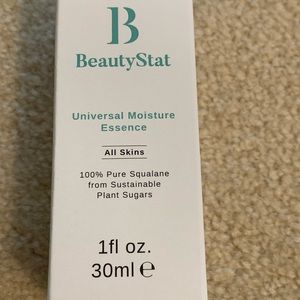 B
BeautyStat
Universal Moisture
Essence
All Skins
100% Pure Squalane
from Sustainable
Plant Sugars
1fl oz.
30ml ℮